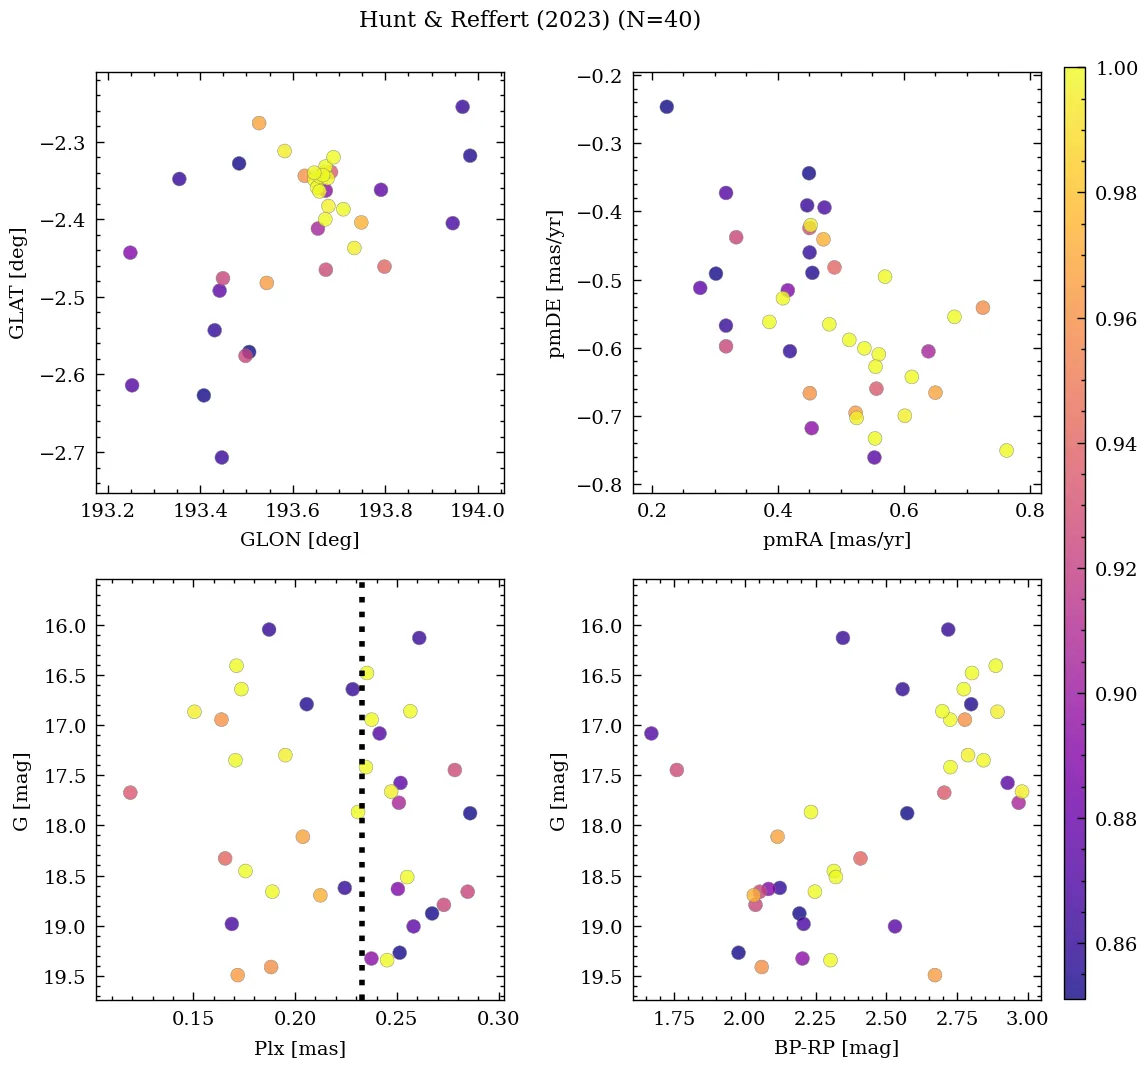 Hunt & Reffert (2023) (N=40)
−2.3
−2.4
−2.5
−2.6
−2.7
GLAT [deg]
193.2 193.4 193.6 193.8 194.0
GLON [deg]
−0.2
−0.3
−0.4
−0.5
−0.6
−0.7
−0.8
pmDE [mas/yr]
0.2 0.4 0.6 0.8
pmRA [mas/yr]
16.0
16.5
17.0
17.5
18.0
18.5
19.0
19.5
G [mag]
0.15 0.20 0.25 0.30
Plx [mas]
16.0
16.5
17.0
17.5
18.0
18.5
19.0
19.5
G [mag]
1.75 2.00 2.25 2.50 2.75 3.00
BP-RP [mag]
1.00
0.98
0.96
0.94
0.92
0.90
0.88
0.86